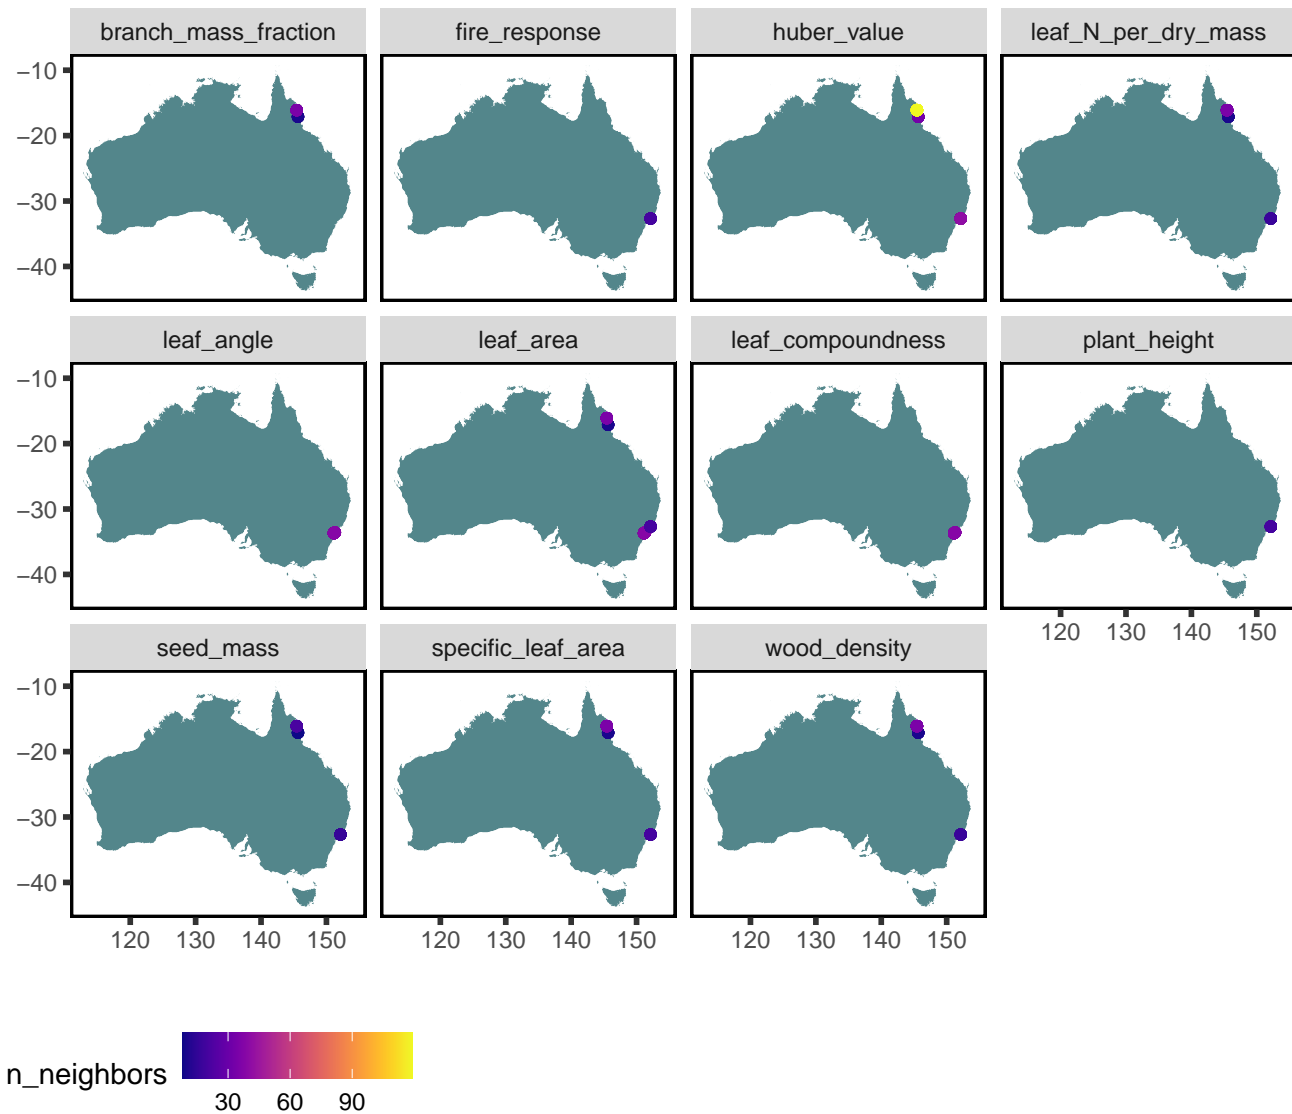 branch_mass_fraction fire_response huber_value leaf_N_per_dry_mass
−10
−20
−30
−40
leaf_angle leaf_area leaf_compoundness plant_height
−10
−20
−30
−40
120 130 140 150
seed_mass specific_leaf_area wood_density
−10
−20
−30
−40
120 130 140 150 120 130 140 150 120 130 140 150
n_neighbors
30 60 90